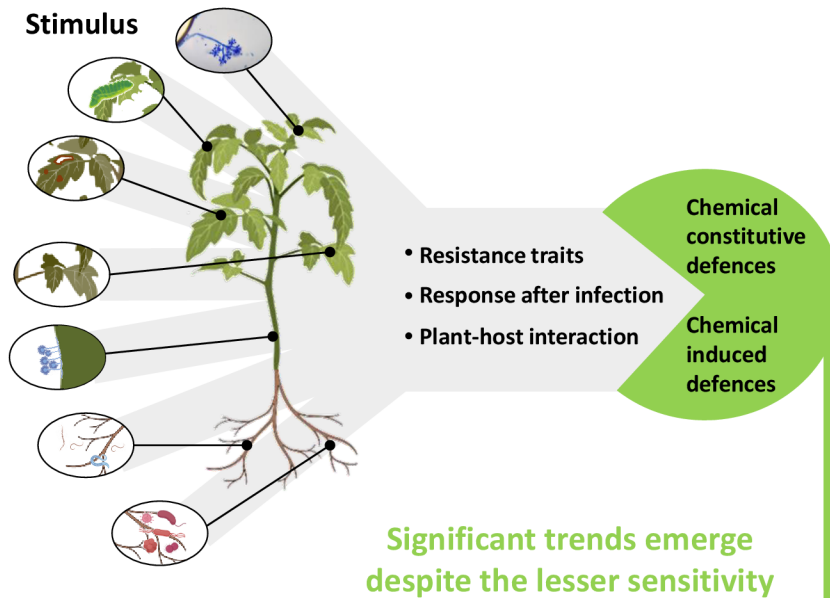 Stimulus
• Resistance traits
• Response after infection
• Plant-host interaction
Chemical
constitutive
defences
Chemical
induced
defences
Significant trends emerge
despite the lesser sensitivity